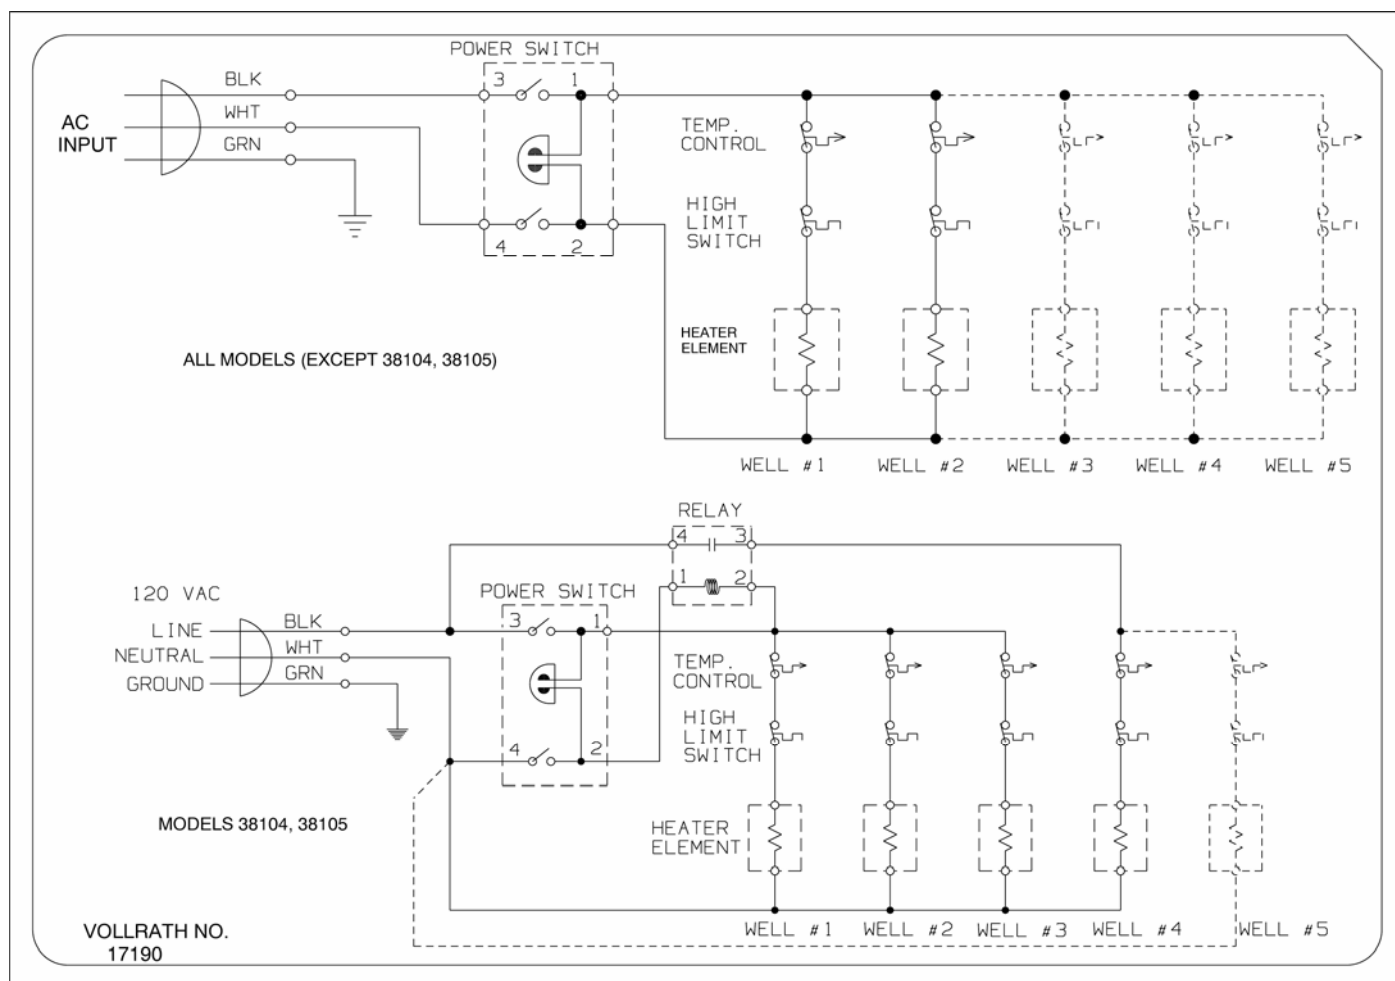 POWER SWITCH
3 1
BLK
WHT
GRN
AC
INPUT
4 2
TEMP.
CONTROL
HIGH
LIMIT
SWITCH
HEATER
ELEMENT
ALL MODELS (EXCEPT 38104, 38105)
WELL #1 WELL #2 WELL #3 WELL #4 WELL #5
RELAY
4 3
1 2
120 VAC
POWER SWITCH
LINE BLK 3 1
NEUTRAL WHT
GROUND GRN
TEMP.
CONTROL
HIGH
LIMIT
SWITCH
4 2
MODELS 38104, 38105
HEATER
ELEMENT
WELL #1 WELL #2 WELL #3 WELL #4 WELL #5
VOLLRATH NO.
17190